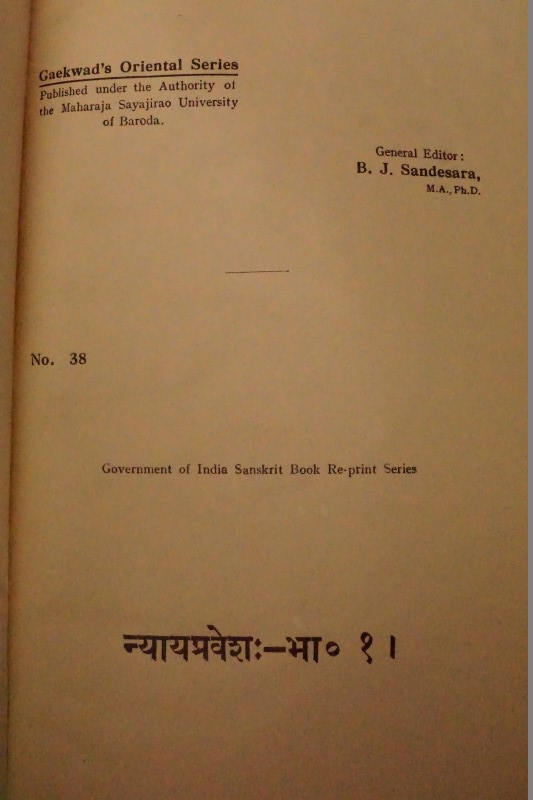 Gaekwad's Oriental Series
Published under the Authority of
the Maharaja Sayajirao University
of Baroda.
General Editor:
B. J. Sandesara,
M.A., Ph.D.
No. 38
Government of India Sanskrit Book Re-print Series
न्यायप्रवेशः–भा० १ ।